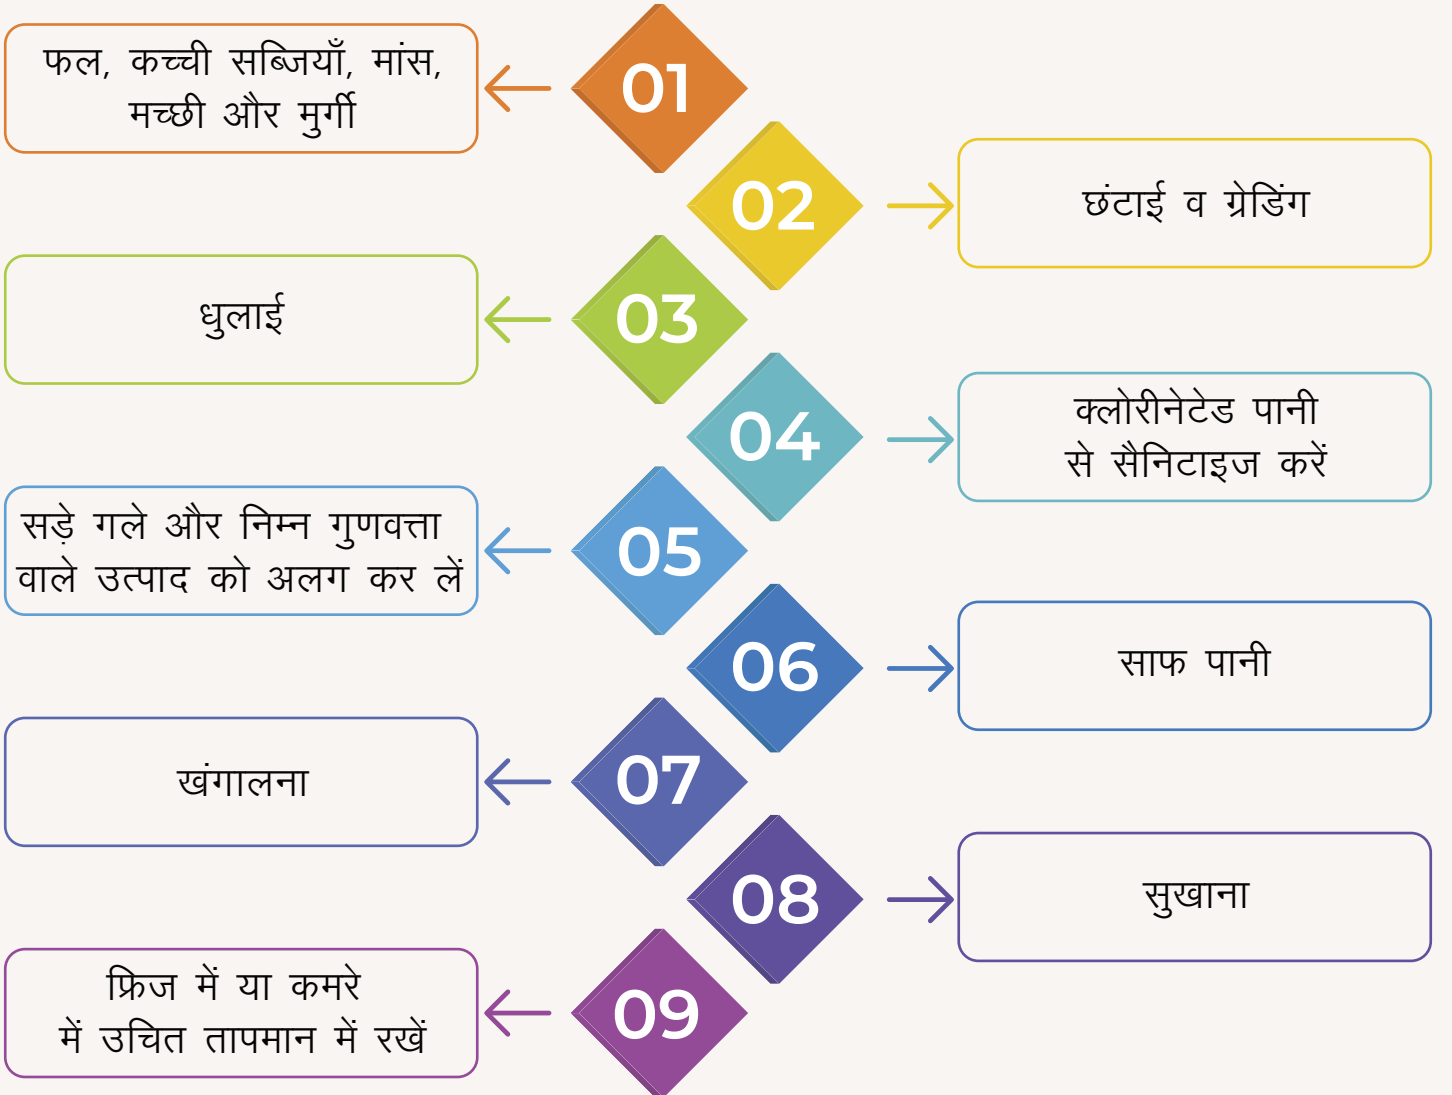 01
फल, कच्ची सब्जियाँ, मांस,
मच्छी और मुर्गी
02
छंटाई व ग्रेडिंग
03
धुलाई
04
क्लोरीनेटेड पानी
से सैनिटाइज करें
05
सड़े गले और निम्न गुणवत्ता
वाले उत्पाद को अलग कर लें
06
साफ पानी
07
खंगालना
08
सुखाना
09
फ्रिज में या कमरे
में उचित तापमान में रखें